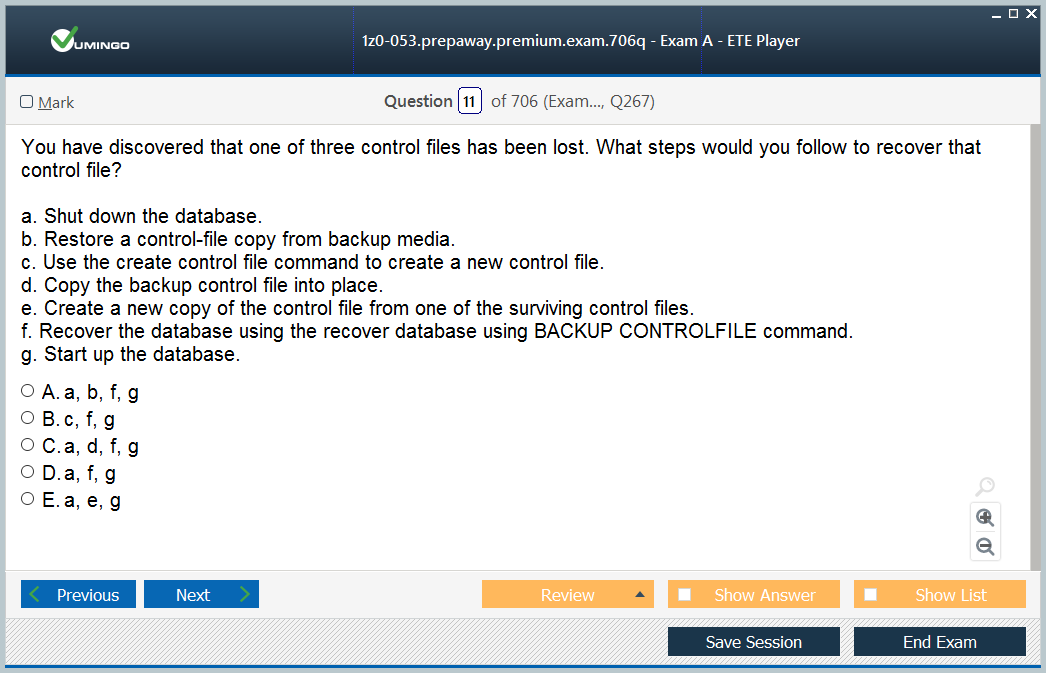 VUMINGO
1z0-053.prepaway.premium.exam.706q - Exam A - ETE Player
Mark
Question 11 of 706 (Exam..., Q267)
You have discovered that one of three control files has been lost. What steps would you follow to recover that
control file?
a. Shut down the database.
b. Restore a control-file copy from backup media.
c. Use the create control file command to create a new control file.
d. Copy the backup control file into place.
e. Create a new copy of the control file from one of the surviving control files.
f. Recover the database using the recover database using BACKUP CONTROLFILE command.
g. Start up the database.
A. a, b, f, g
B. c, f, g
C. a, d, f, g
D. a, f, g
E. a, e, g
Previous
Next
Review
Show Answer
Show List
Save Session
End Exam